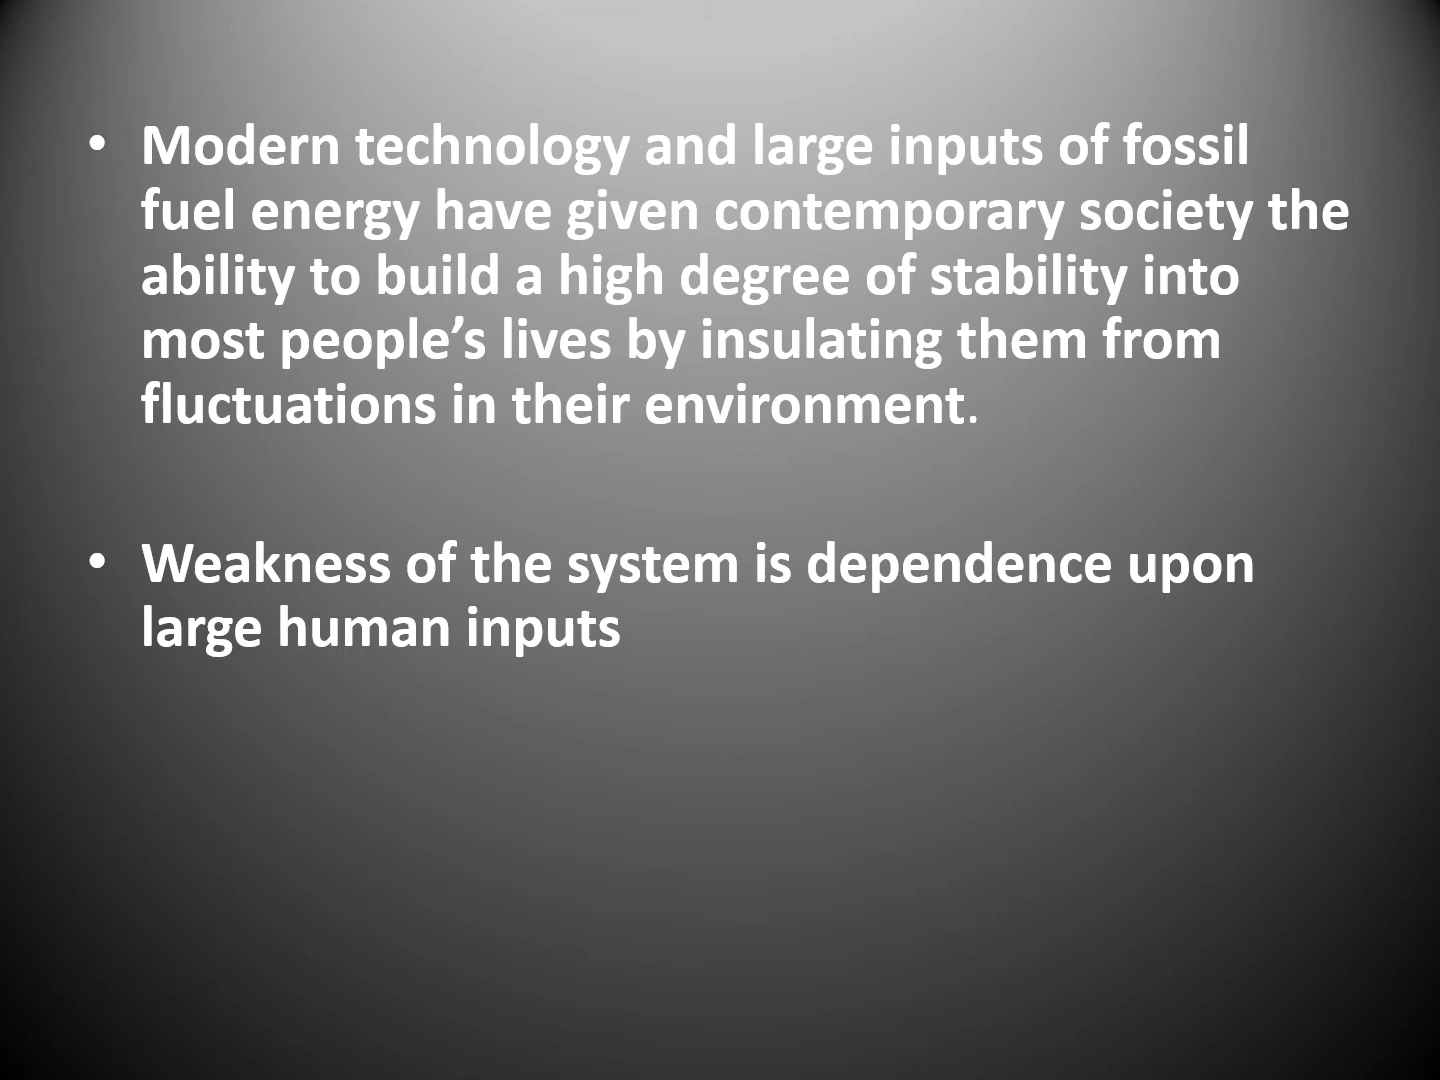 • Modern technology and large inputs of fossil
fuel energy have given contemporary society the
ability to build a high degree of stability into
most people’s lives by insulating them from
fluctuations in their environment.
• Weakness of the system is dependence upon
large human inputs